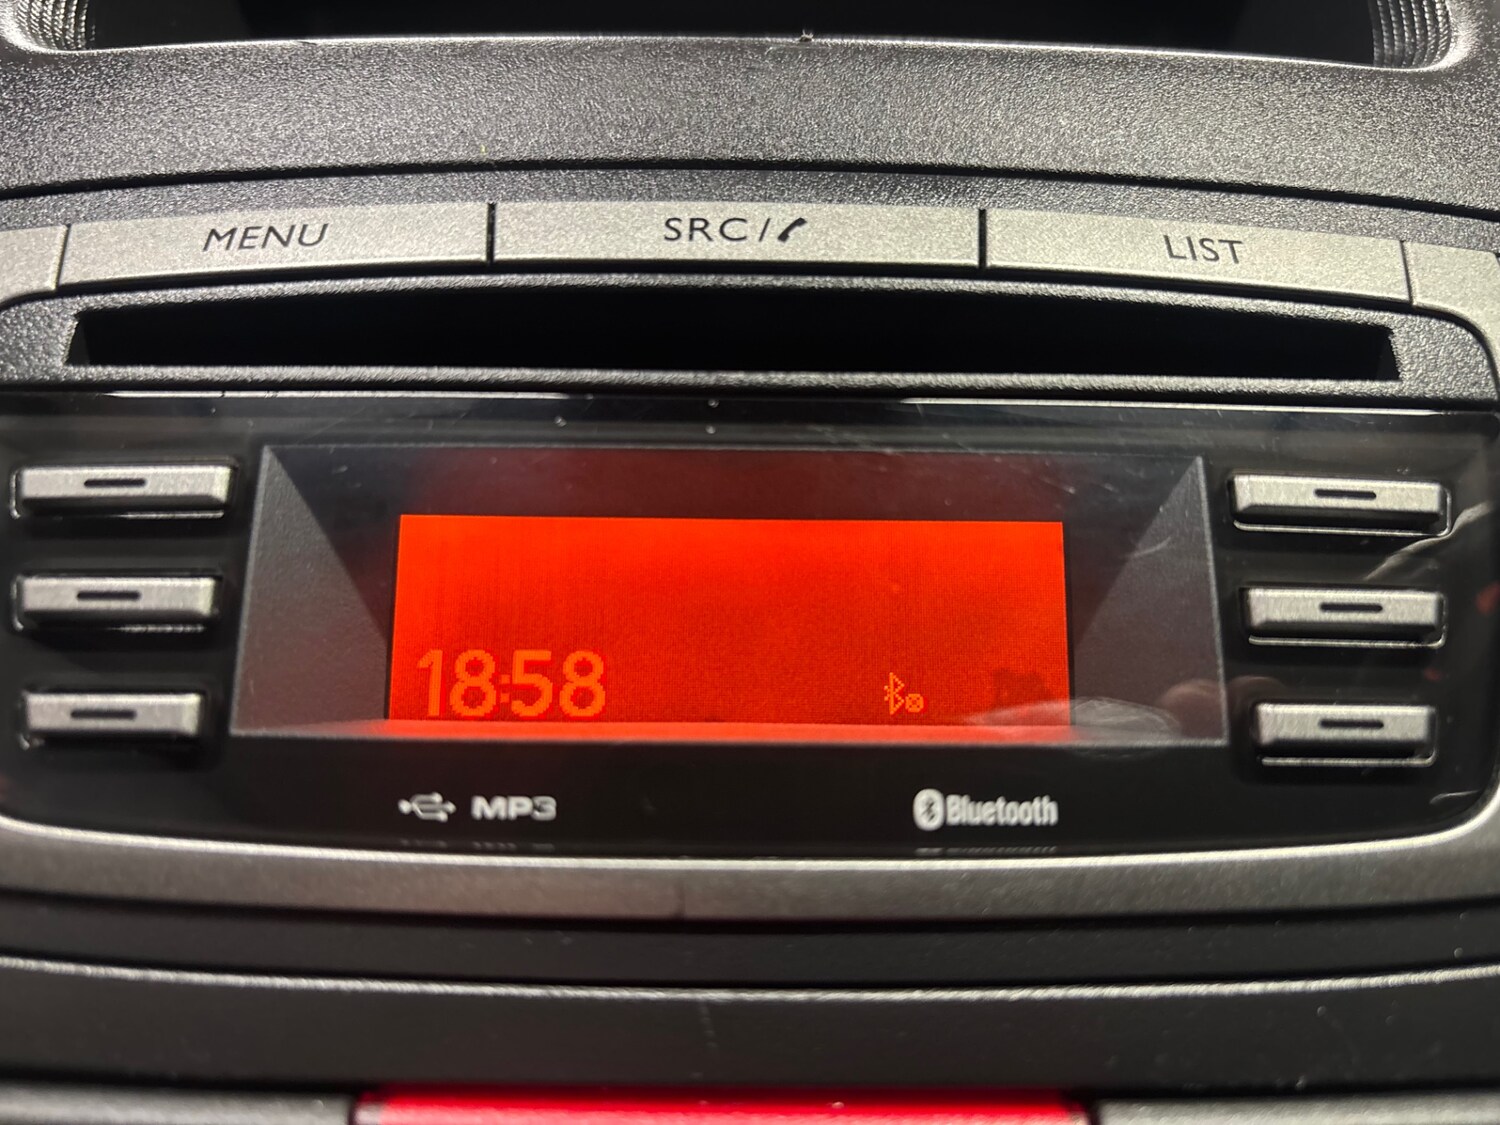 MENU SRC/ LIST
18:58
MP3 Bluetooth